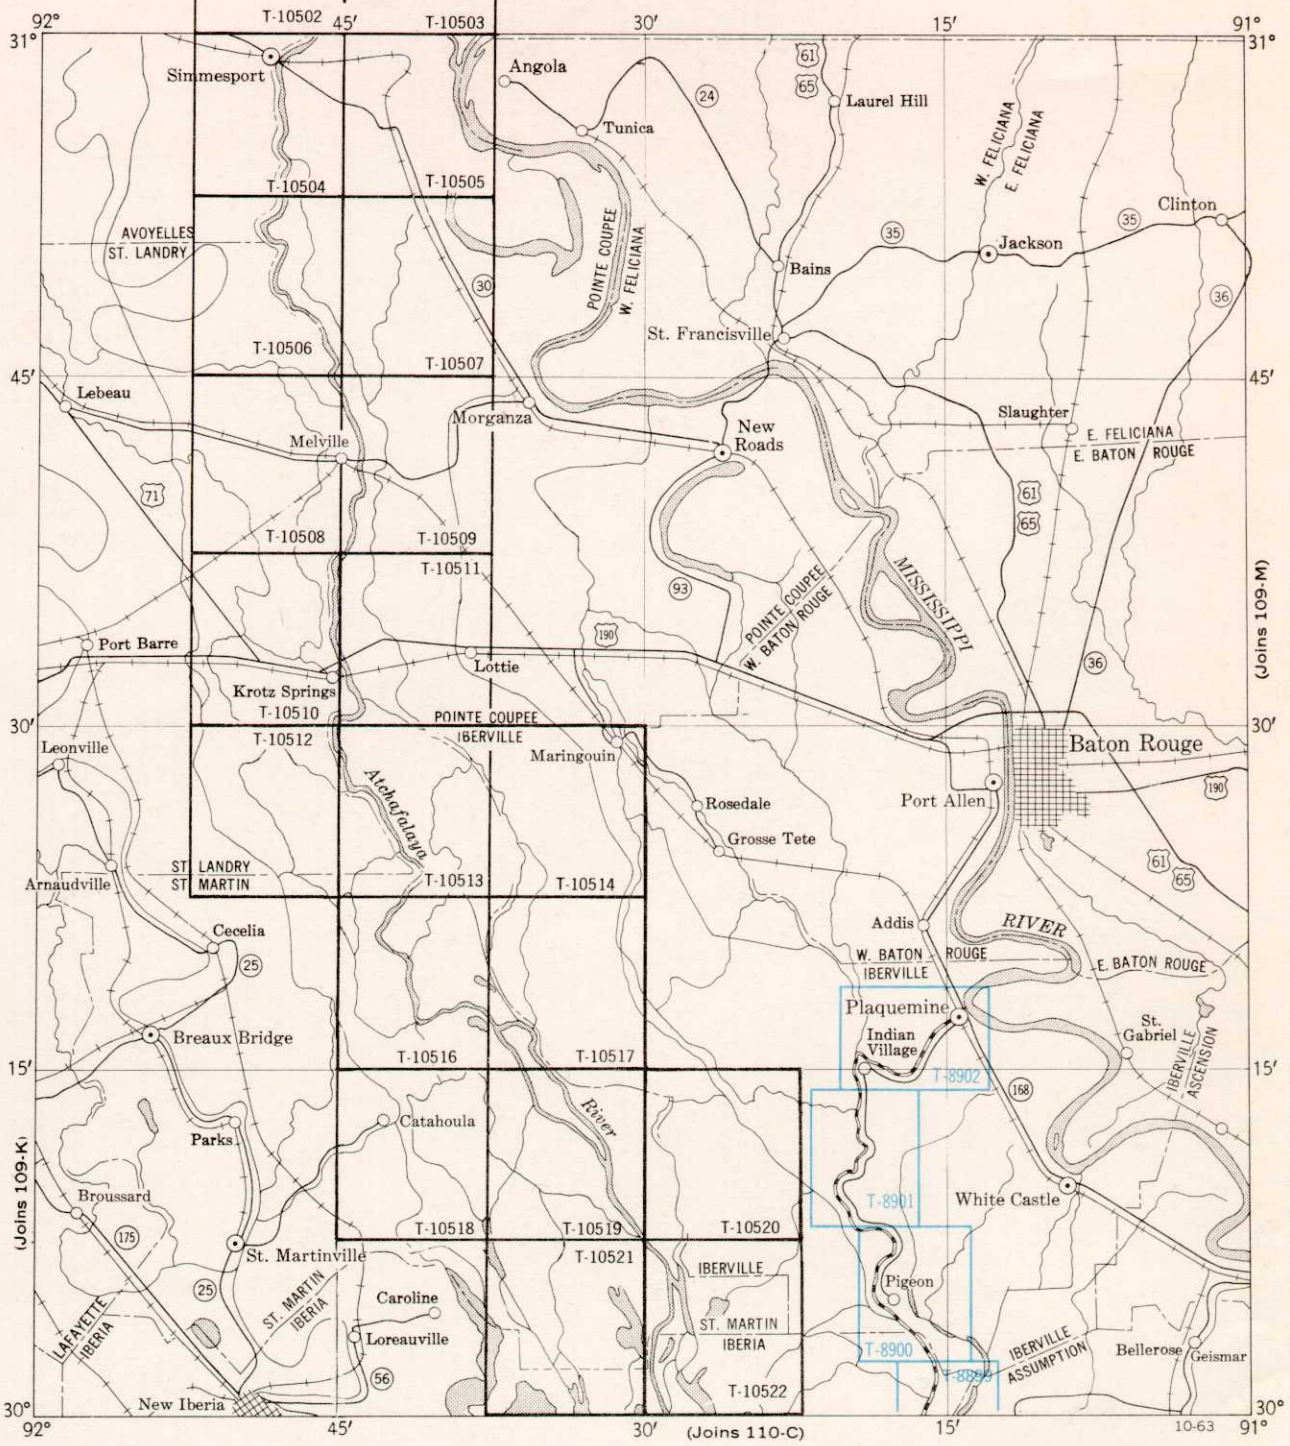 T-10502
T-10503
92°
45'
30'
15'
91°
31°
31°
Simmesport
Angola
61
65
Laurel Hill
24
Tunica
W. FELICIANA
E. FELICIANA
T-10504
T-10505
Clinton
35
35
Jackson
AVOYELLES
ST. LANDRY
POINTE COUPEE
W. FELICIANA
30
Bains
36
St. Francisville
T-10506
T-10507
45'
45'
Lebeau
Morganza
Slaughter
Melville
New
Roads
E. FELICIANA
E. BATON ROUGE
71
61
65
T-10508
T-10509
T-10511
MISSISSIPPI
93
POINTE COUPEE
W. BATON ROUGE
(Joins 109-M)
190
Port Barre
Lottie
36
Krotz Springs
T-10510
30'
POINTE COUPEE
IBERVILLE
30'
T-10512
Leonville
Maringouin
Baton Rouge
Atchafalaya
Port Allen
190
Rosedale
Grosse Tete
ST. LANDRY
ST. MARTIN
61
65
Arnaudville
T-10513
T-10514
Addis
RIVER
Cecelia
25
W. BATON ROUGE
IBERVILLE
E. BATON ROUGE
Plaquemine
Breaux Bridge
Indian
Village
St.
Gabriel
IBERVILLE
ASCENSION
T-10516
T-10517
15'
15'
T-8902
168
River
Catahoula
Parks
(Joins 109-K)
Broussard
T-8901
White Castle
175
T-10518
T-10519
T-10520
St. Martinville
T-10521
IBERVILLE
Pigeon
25
ST. MARTIN
IBERIA
Caroline
LAFAYETTE
IBERIA
Loreauville
ST. MARTIN
IBERIA
T-8900
IBERVILLE
ASSUMPTION
Bellerose
Geismar
56
T-10522
T-8899
New Iberia
30°
30°
92°
45'
30'
(Joins 110-C)
15'
10-63
91°